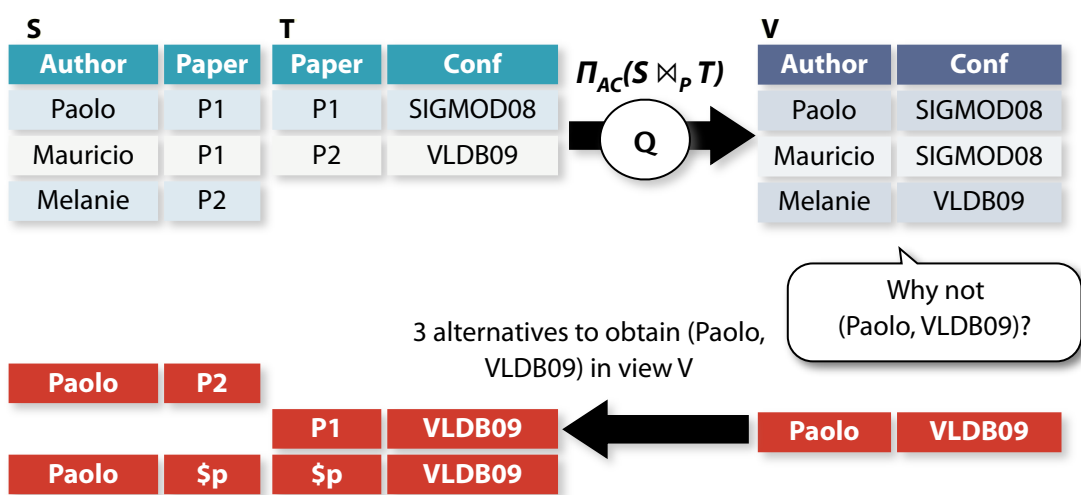 S T V
Author Paper Paper Conf Author Conf
Π_AC(S ⋈_P T)
Paolo P1 P1 SIGMOD08 Paolo SIGMOD08
Q
Mauricio P1 P2 VLDB09 Mauricio SIGMOD08
Melanie P2 Melanie VLDB09
Why not
(Paolo, VLDB09)?
3 alternatives to obtain (Paolo,
VLDB09) in view V
Paolo P2
P1 VLDB09 Paolo VLDB09
Paolo $p $p VLDB09